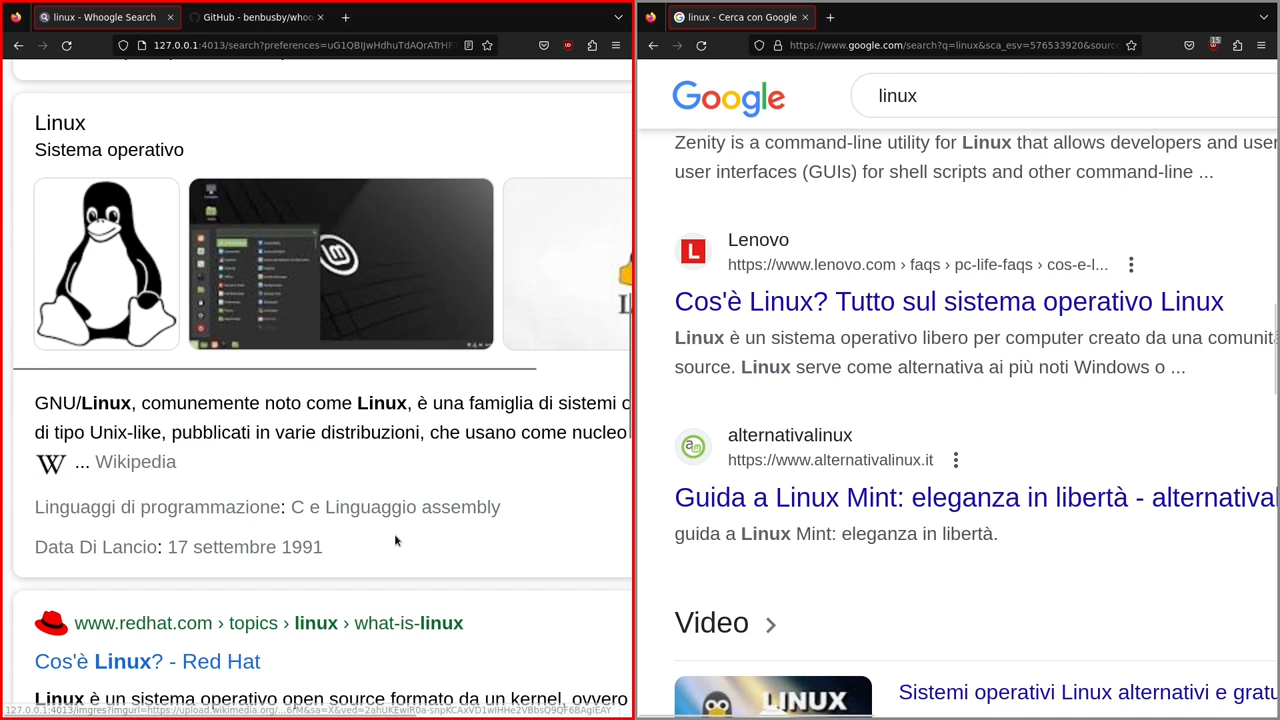 linux - Whoogle Search
GitHub - benbusby/whoo
127.0.0.1:4013/search?preferences=uG1QBIJwHdhuTdAQrATrHF
Linux
Sistema operativo
GNU/Linux, comunemente noto come Linux, è una famiglia di sistemi o
di tipo Unix-like, pubblicati in varie distribuzioni, che usano come nucleo
W ... Wikipedia
Linguaggi di programmazione: C e Linguaggio assembly
Data Di Lancio: 17 settembre 1991
www.redhat.com › topics › linux › what-is-linux
Cos'è Linux? - Red Hat
Linux è un sistema operativo open source formato da un kernel, ovvero
linux - Cerca con Google
https://www.google.com/search?q=linux&sca_esv=576533920&sourc
15
Google
linux
Zenity is a command-line utility for Linux that allows developers and user
user interfaces (GUIs) for shell scripts and other command-line ...
L
Lenovo
https://www.lenovo.com › faqs › pc-life-faqs › cos-e-l...
Cos'è Linux? Tutto sul sistema operativo Linux
Linux è un sistema operativo libero per computer creato da una comunit
source. Linux serve come alternativa ai più noti Windows o ...
alternativalinux
https://www.alternativalinux.it
Guida a Linux Mint: eleganza in libertà - alternatival
guida a Linux Mint: eleganza in libertà.
Video
LINUX
Sistemi operativi Linux alternativi e gratu